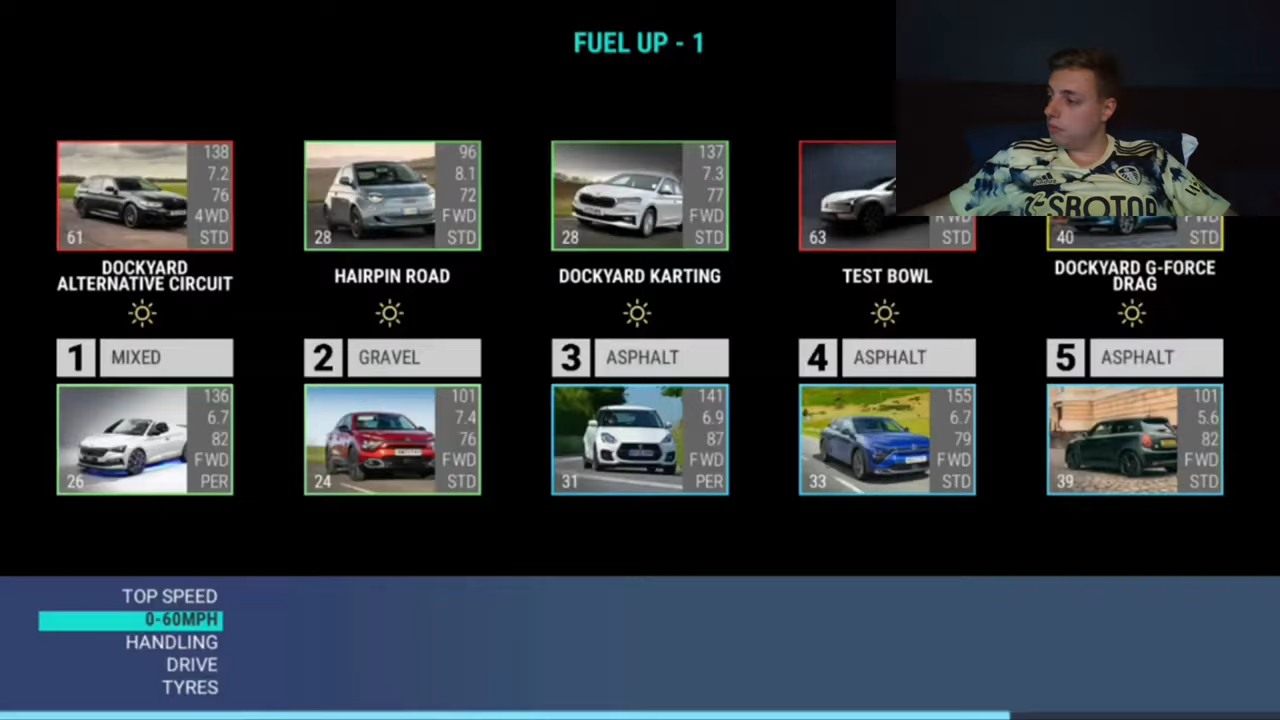 FUEL UP - 1
138
7.2
76
4WD
STD
61
96
8.1
72
FWD
STD
28
137
7.3
77
FWD
STD
28
STD
63
FWD
STD
40
adidas
DOCKYARD
ALTERNATIVE CIRCUIT
HAIRPIN ROAD
DOCKYARD KARTING
TEST BOWL
DOCKYARD G-FORCE
DRAG
1 MIXED
2 GRAVEL
3 ASPHALT
4 ASPHALT
5 ASPHALT
136
6.7
82
FWD
PER
26
101
7.4
76
FWD
STD
24
141
6.9
87
FWD
PER
31
155
6.7
79
FWD
STD
33
101
5.6
82
FWD
STD
39
TOP SPEED
0-60MPH
HANDLING
DRIVE
TYRES